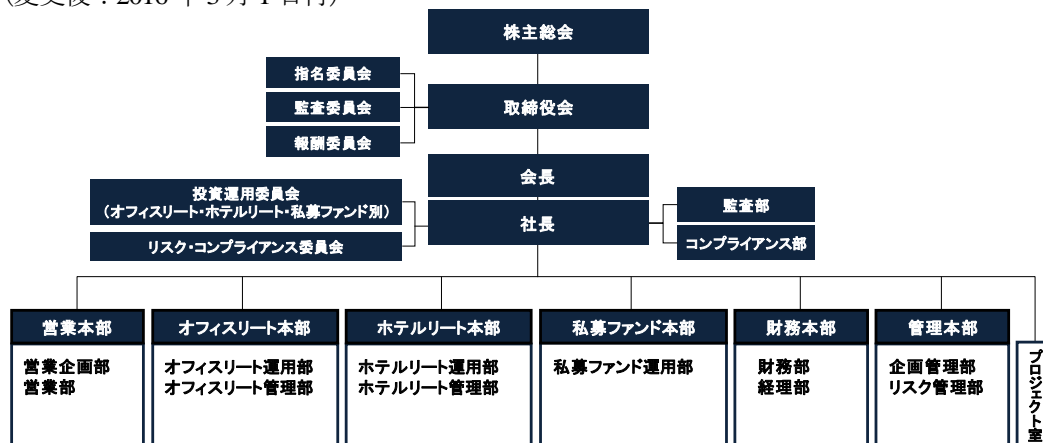 株主総会
指名委員会
監査委員会
報酬委員会
取締役会
会長
社長
投資運用委員会
（オフィスリート・ホテルリート・私募ファンド別）
リスク・コンプライアンス委員会
監査部
コンプライアンス部
営業本部
営業企画部
営業部
オフィスリート本部
オフィスリート運用部
オフィスリート管理部
ホテルリート本部
ホテルリート運用部
ホテルリート管理部
私募ファンド本部
私募ファンド運用部
財務本部
財務部
経理部
管理本部
企画管理部
リスク管理部
プロジェクト室